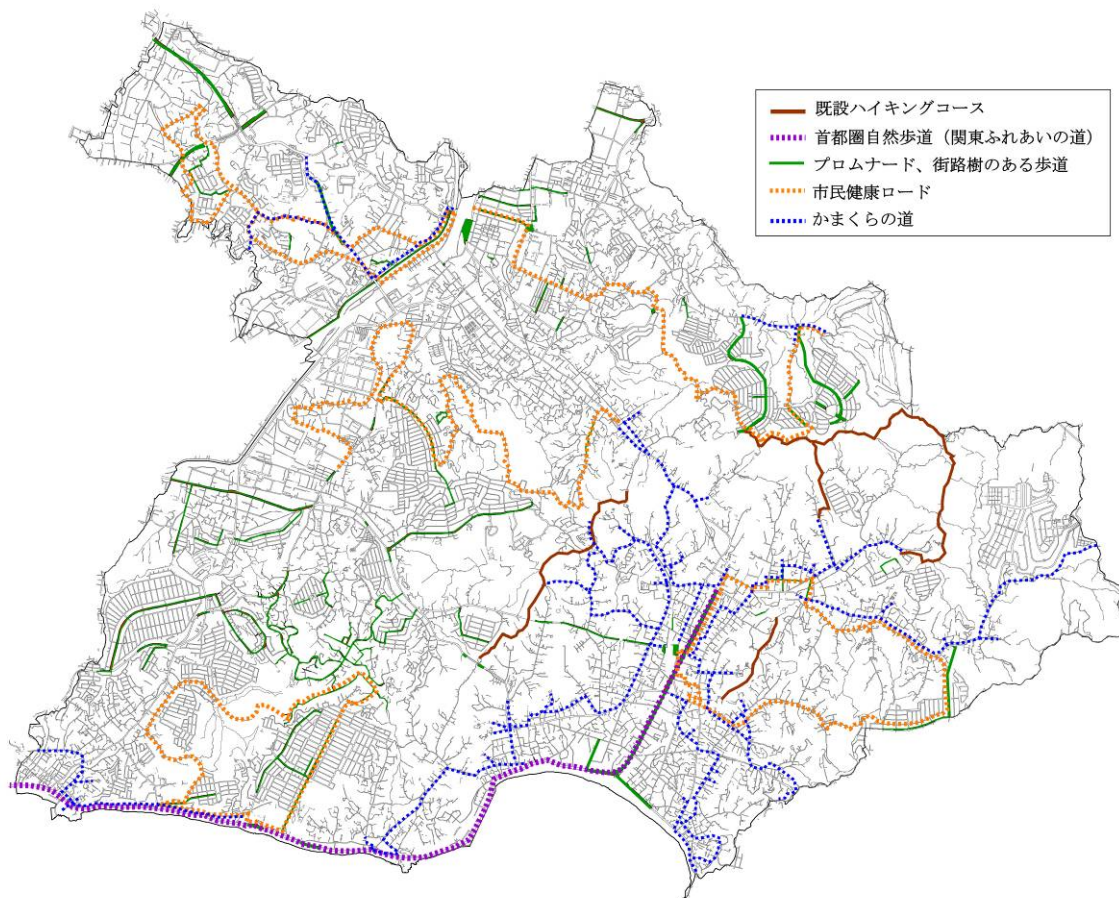 既設ハイキングコース
首都圏自然歩道（関東ふれあいの道）
プロムナード、街路樹のある歩道
市民健康ロード
かまくらの道